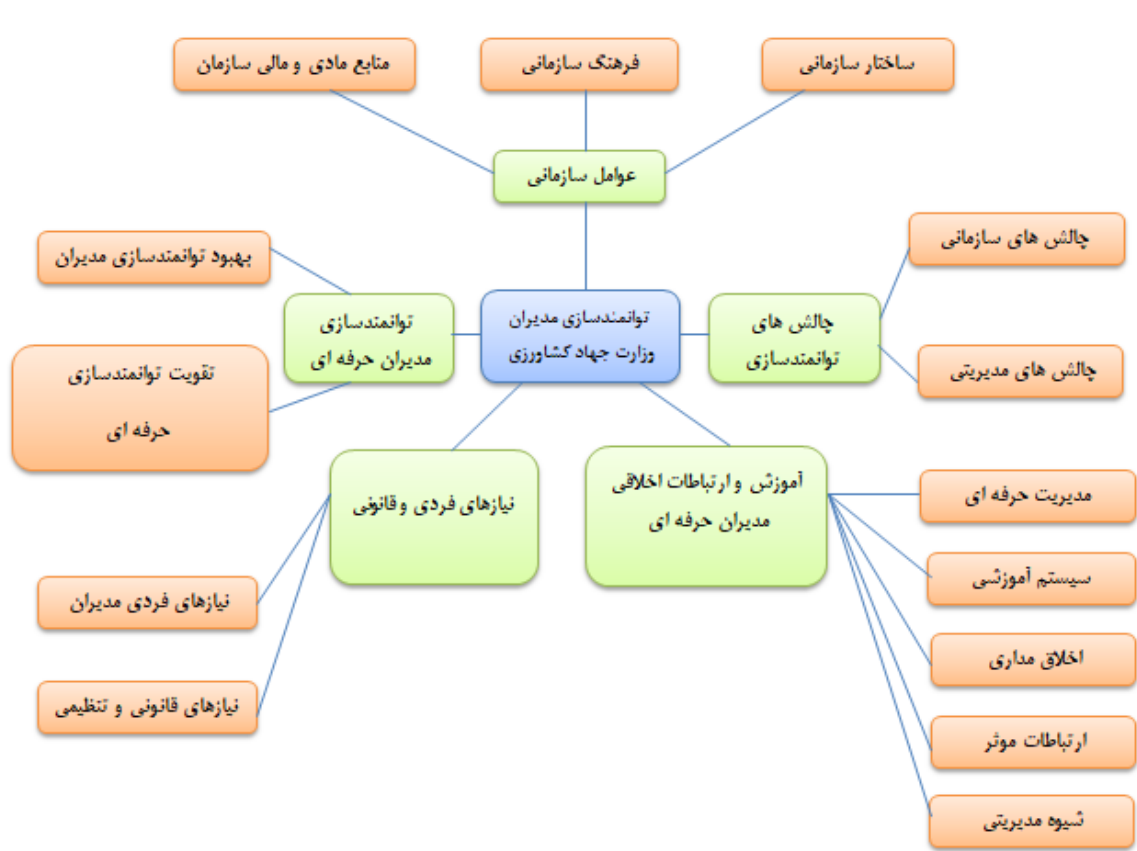 ساختار سازمانی
فرهنگ سازمانی
منابع مادی و مالی سازمان
عوامل سازمانی
چالش های سازمانی
بهبود توانمندسازی مدیران
چالش های
توانمندسازی
توانمندسازی مدیران
وزارت جهاد کشاورزی
توانمندسازی
مدیران حرفه ای
چالش های مدیریتی
تقویت توانمندسازی
حرفه ای
آموزش و ارتباطات اخلاقی
مدیران حرفه ای
نیازهای فردی و قانونی
مدیریت حرفه ای
سیستم آموزشی
اخلاق مداری
ارتباطات موثر
شیوه مدیریتی
نیازهای فردی مدیران
نیازهای قانونی و تنظیمی